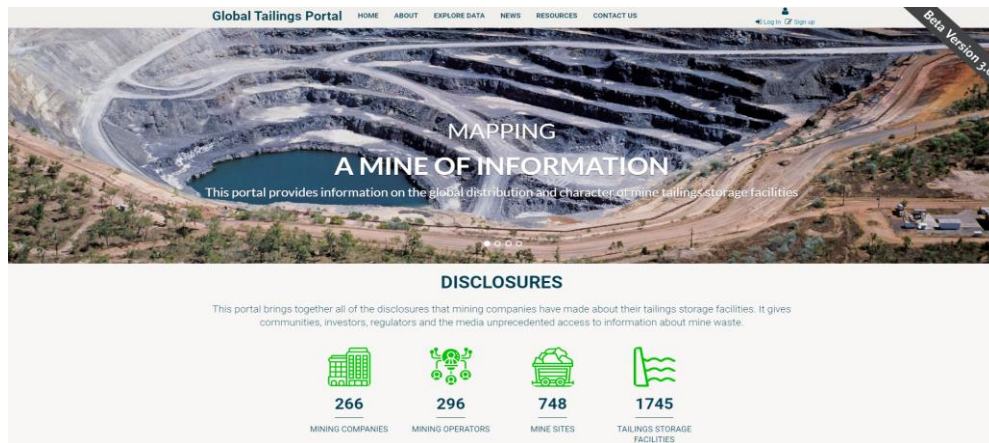 Global Tailings Portal HOME ABOUT EXPLORE DATA NEWS RESOURCES CONTACT US
Log In Sign up
Beta Version 3.
MAPPING
A MINE OF INFORMATION
This portal provides information on the global distribution and character of mine tailings storage facilities
DISCLOSURES
This portal brings together all of the disclosures that mining companies have made about their tailings storage facilities. It gives
communities, investors, regulators and the media unprecedented access to information about mine waste.
266 296 748 1745
MINING COMPANIES MINING OPERATORS MINE SITES TAILINGS STORAGE
FACILITIES